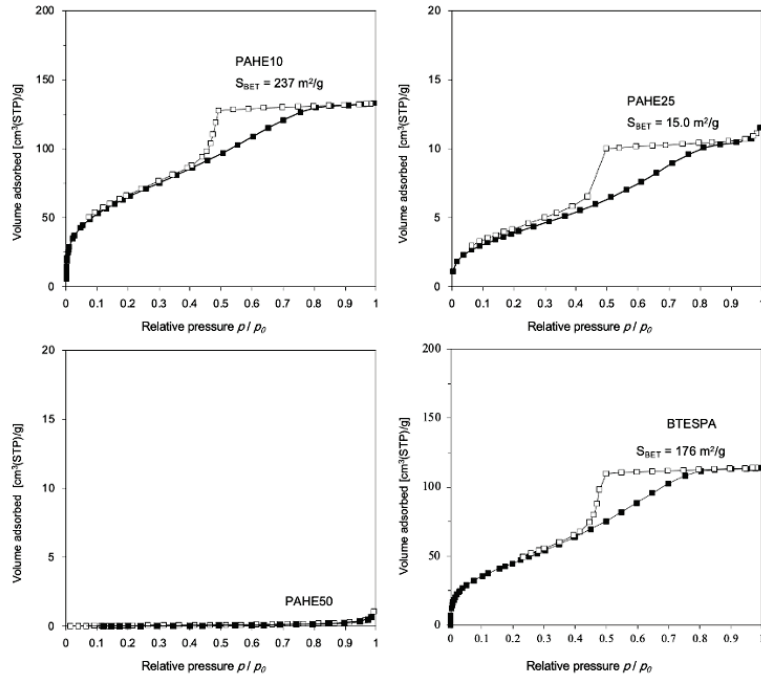 200
150
100
50
0
Volume adsorbed [cm³(STP)/g]
PAHE10
S_BET = 237 m²/g
0 0.1 0.2 0.3 0.4 0.5 0.6 0.7 0.8 0.9 1
Relative pressure p / p₀
20
15
10
5
0
Volume adsorbed [cm³(STP)/g]
PAHE25
S_BET = 15.0 m²/g
0 0.1 0.2 0.3 0.4 0.5 0.6 0.7 0.8 0.9 1
Relative pressure p / p₀
20
15
10
5
0
Volume adsorbed [cm³(STP)/g]
PAHE50
0 0.1 0.2 0.3 0.4 0.5 0.6 0.7 0.8 0.9 1
Relative pressure p / p₀
200
150
100
50
0
Volume adsorbed [cm³(STP)/g]
BTESPA
S_BET = 176 m²/g
0 0.1 0.2 0.3 0.4 0.5 0.6 0.7 0.8 0.9 1
Relative pressure p / p₀